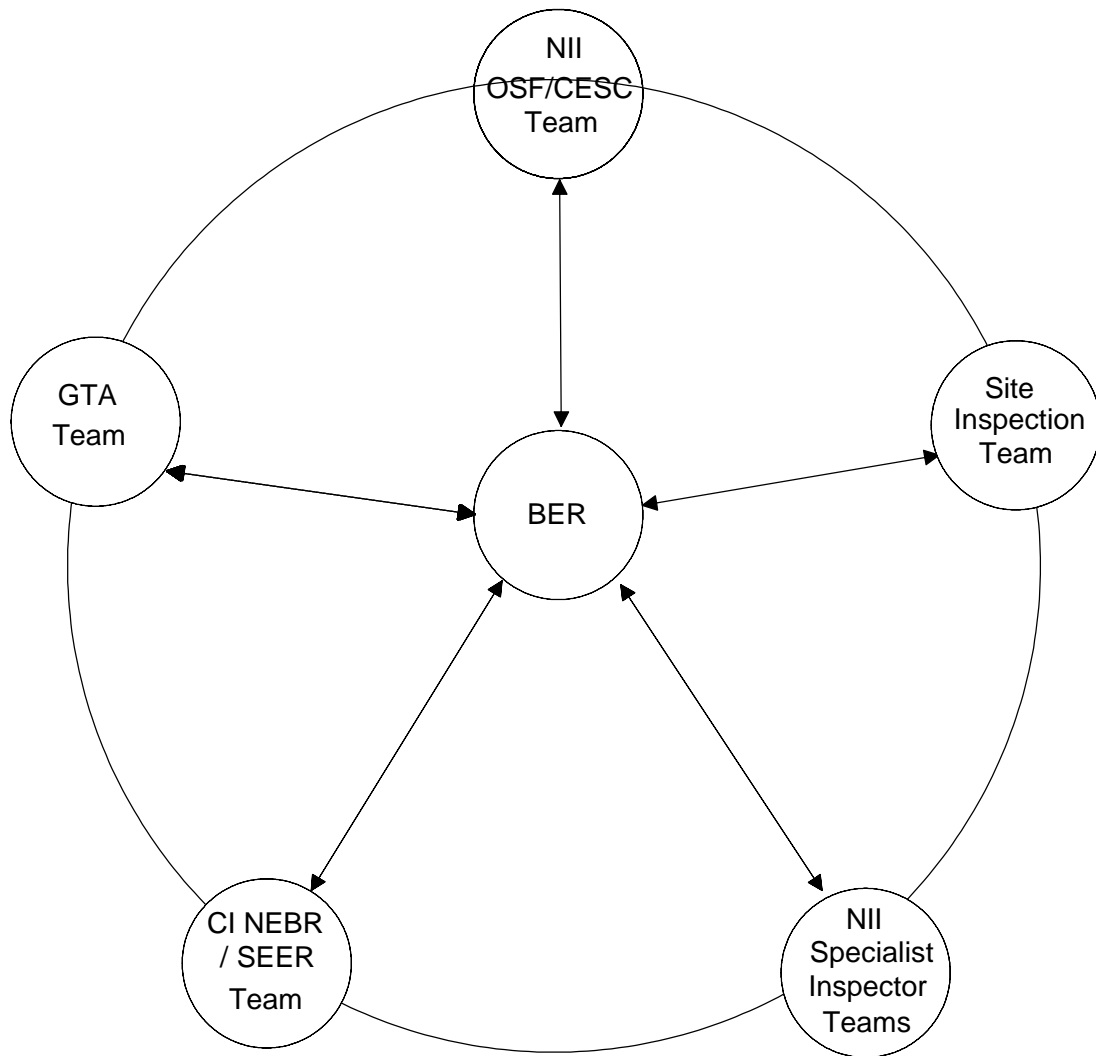 NII
OSF/CESC
Team
GTA
Team
Site
Inspection
Team
BER
CI NEBR
/ SEER
Team
NII
Specialist
Inspector
Teams